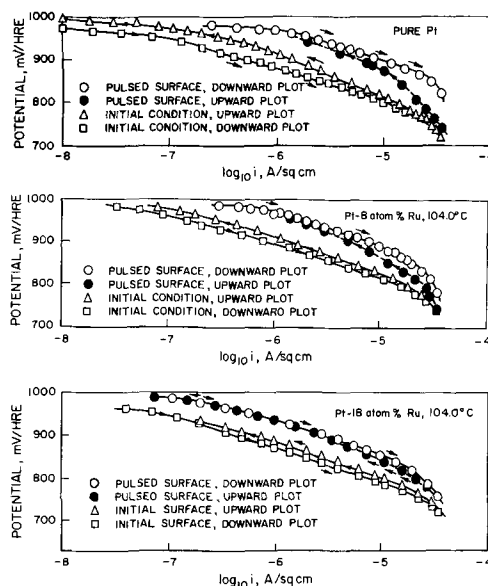 PURE Pt
POTENTIAL, mV/HRE
1000
900
800
700
○ PULSED SURFACE, DOWNWARD PLOT
● PULSED SURFACE, UPWARD PLOT
△ INITIAL CONDITION, UPWARD PLOT
□ INITIAL CONDITION, DOWNWARD PLOT
-8 -7 -6 -5 -4
log10 i, A/sq cm
Pt-8 atom % Ru, 104.0°C
POTENTIAL, mV/HRE
1000
900
800
700
○ PULSED SURFACE, DOWNWARD PLOT
● PULSED SURFACE, UPWARD PLOT
△ INITIAL CONDITION, UPWARD PLOT
□ INITIAL CONDITION, DOWNWARD PLOT
-8 -7 -6 -5 -4
log10 i, A/sq cm
Pt-18 atom % Ru, 104.0°C
POTENTIAL, mV/HRE
1000
900
800
700
○ PULSED SURFACE, DOWNWARD PLOT
● PULSEO SURFACE, UPWARD PLOT
△ INITIAL SURFACE, UPWARD PLOT
□ INITIAL SURFACE, DOWNWARD PLOT
-8 -7 -6 -5 -4
log10 i, A/sq cm